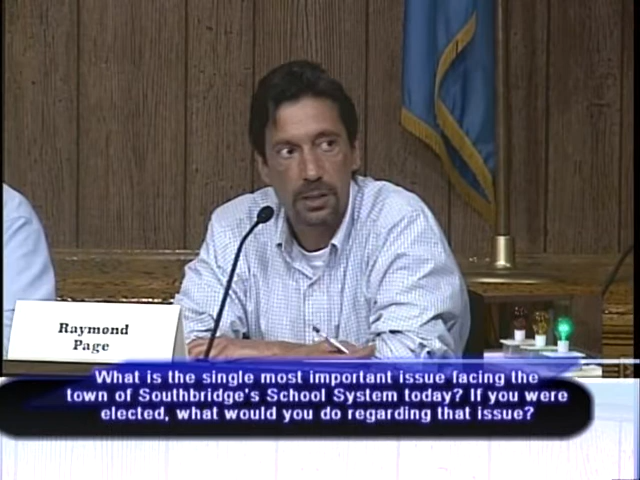 Raymond
Page
What is the single most important issue facing the
town of Southbridge's School System today? If you were
elected, what would you do regarding that issue?